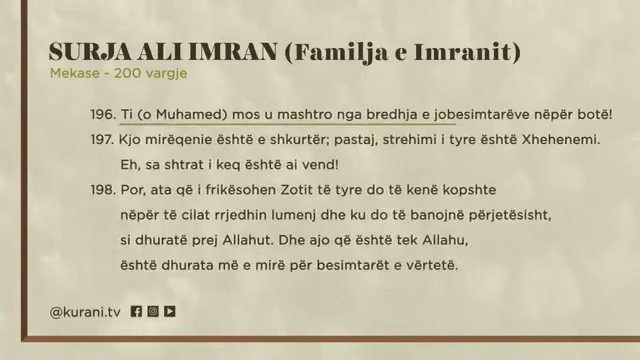 SURJA ALI IMRAN (Familja e Imranit)
Mekase - 200 vargje
196. Ti (o Muhamed) mos u mashtro nga bredhja e jobesimtarëve nëpër botë!
197. Kjo mirëqenie është e shkurtër; pastaj, strehimi i tyre është Xhehenemi.
Eh, sa shtrat i keq është ai vend!
198. Por, ata që i frikësohen Zotit të tyre do të kenë kopshte
nëpër të cilat rrjedhin lumenj dhe ku do të banojnë përjetësisht,
si dhuratë prej Allahut. Dhe ajo që është tek Allahu,
është dhurata më e mirë për besimtarët e vërtetë.
@kurani.tv